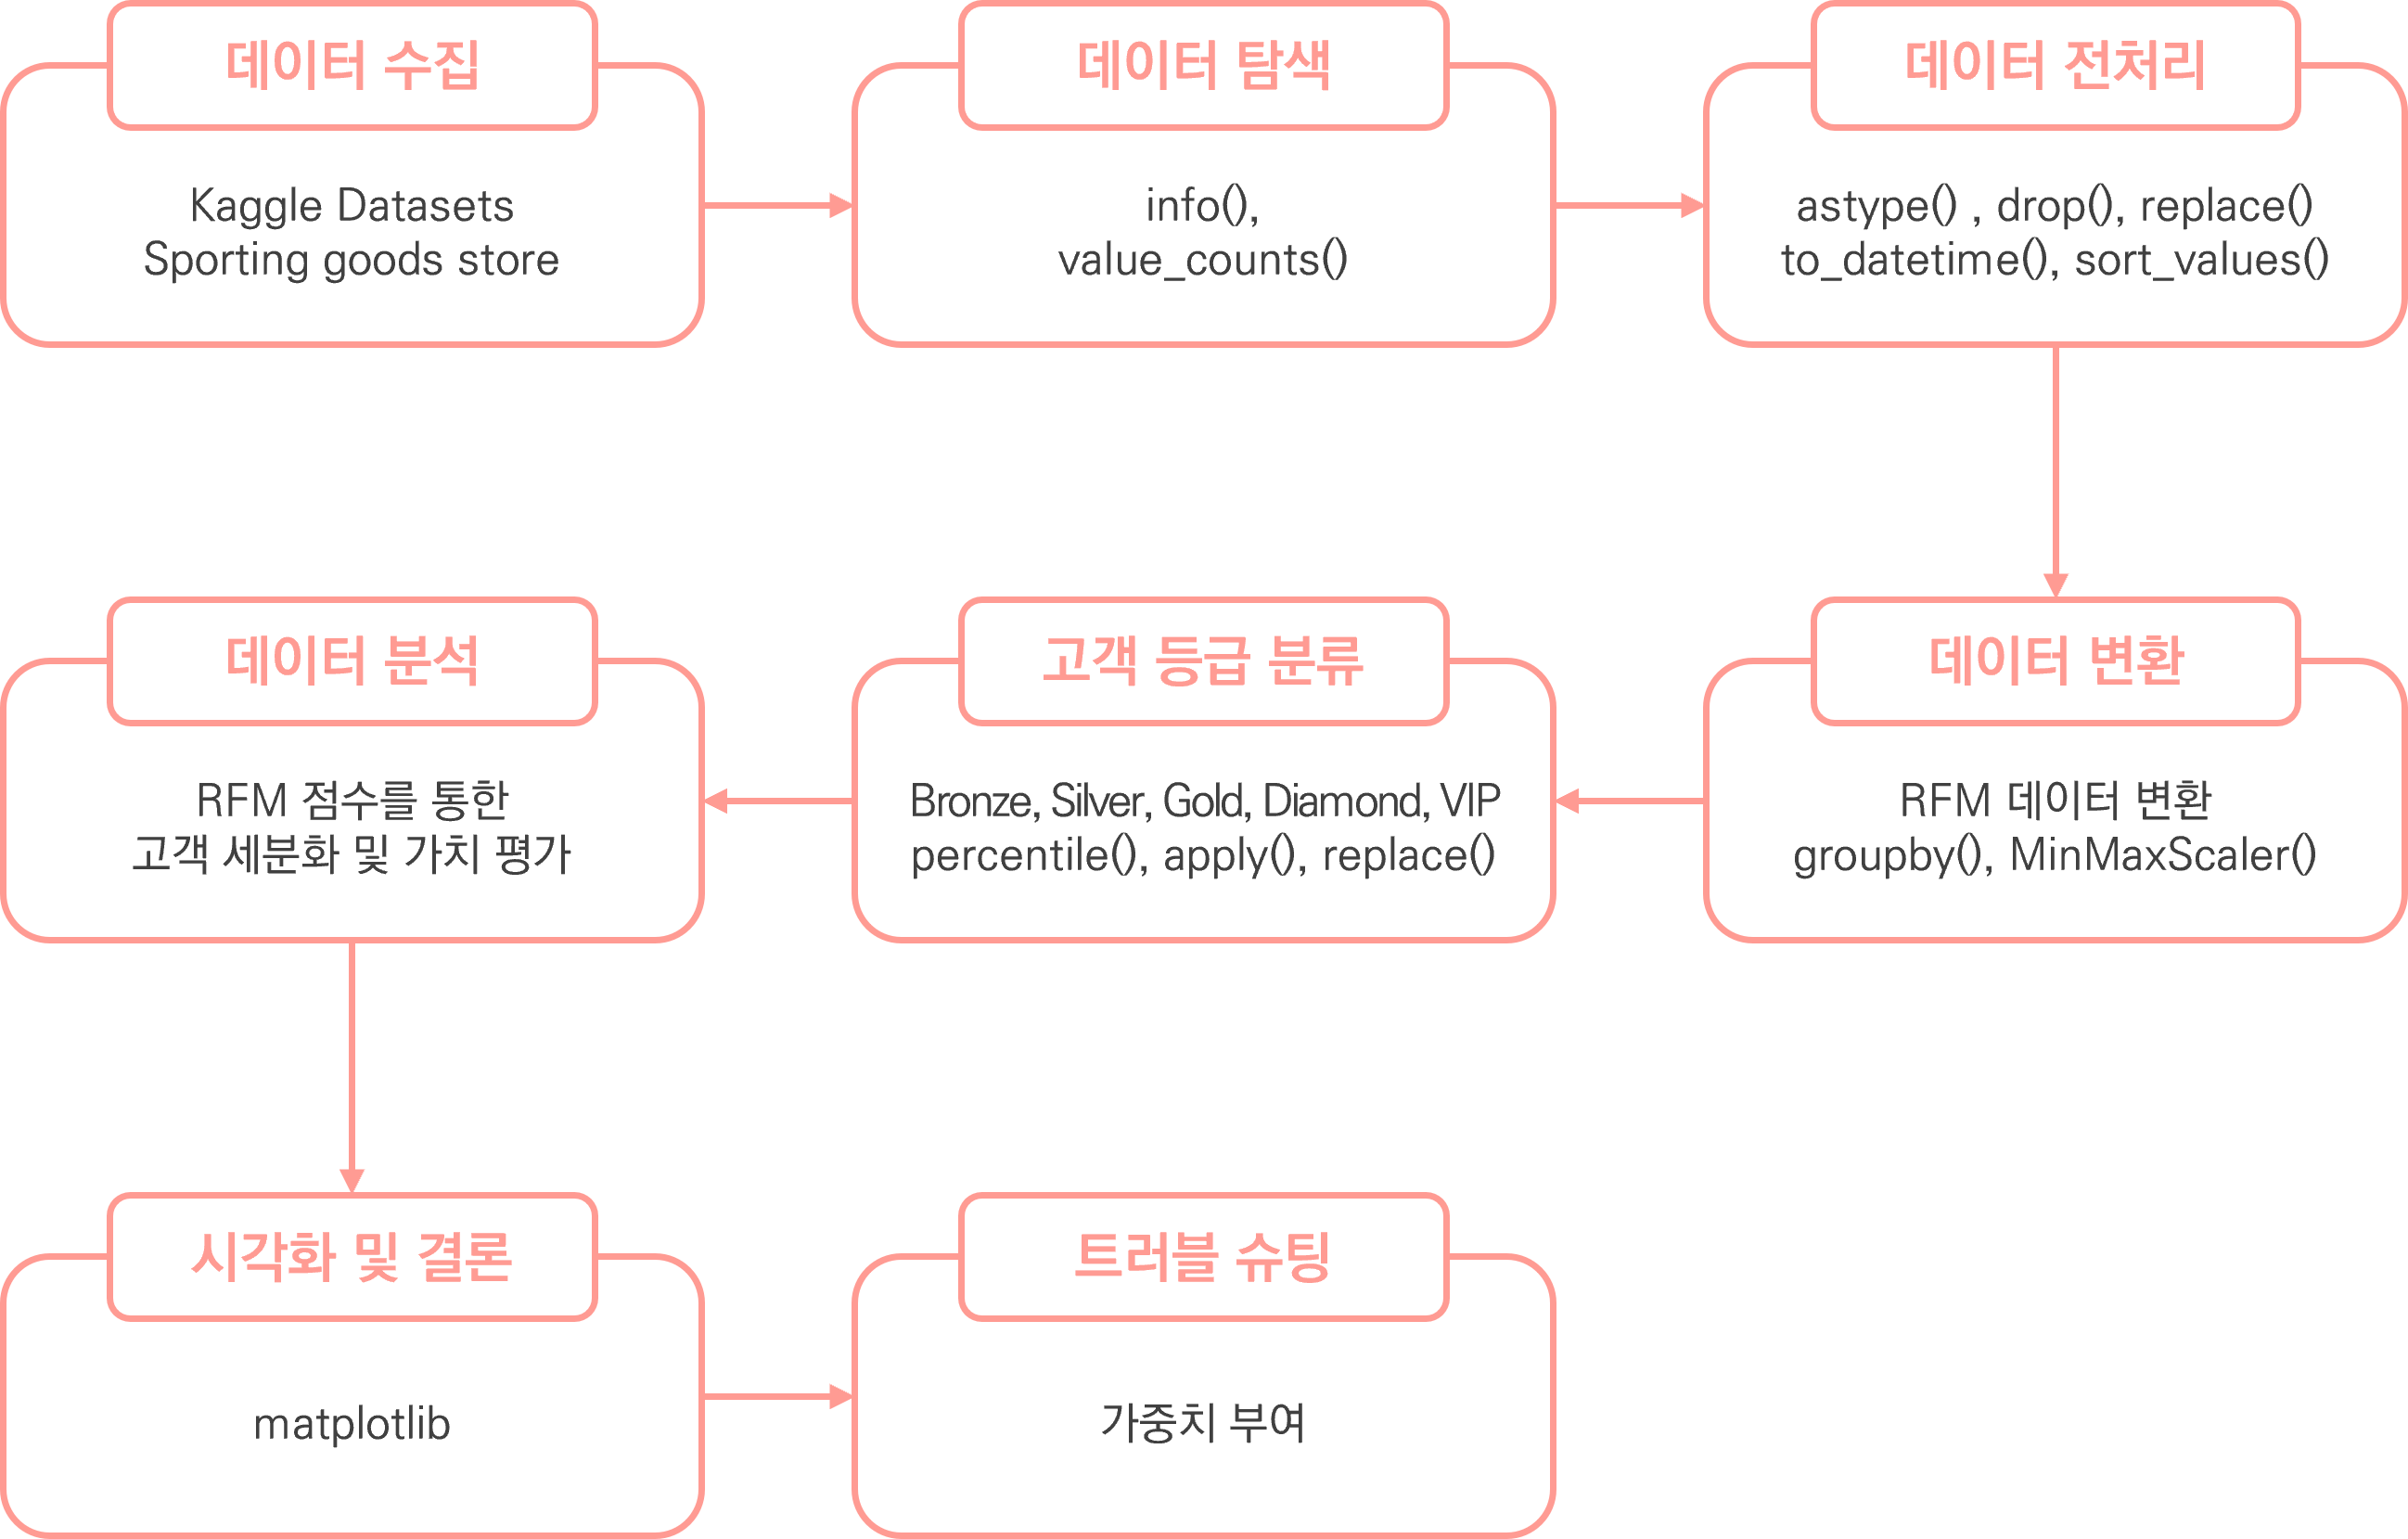 데이터 수집
Kaggle Datasets
Sporting goods store
데이터 탐색
info(),
value_counts()
데이터 전처리
astype() , drop(), replace()
to_datetime(), sort_values()
데이터 변환
RFM 데이터 변환
groupby(), MinMaxScaler()
고객 등급 분류
Bronze, Silver, Gold, Diamond, VIP
percentile(), apply(), replace()
데이터 분석
RFM 점수를 통한
고객 세분화 및 가치 평가
시각화 및 결론
matplotlib
트래블 슈팅
가중치 부여